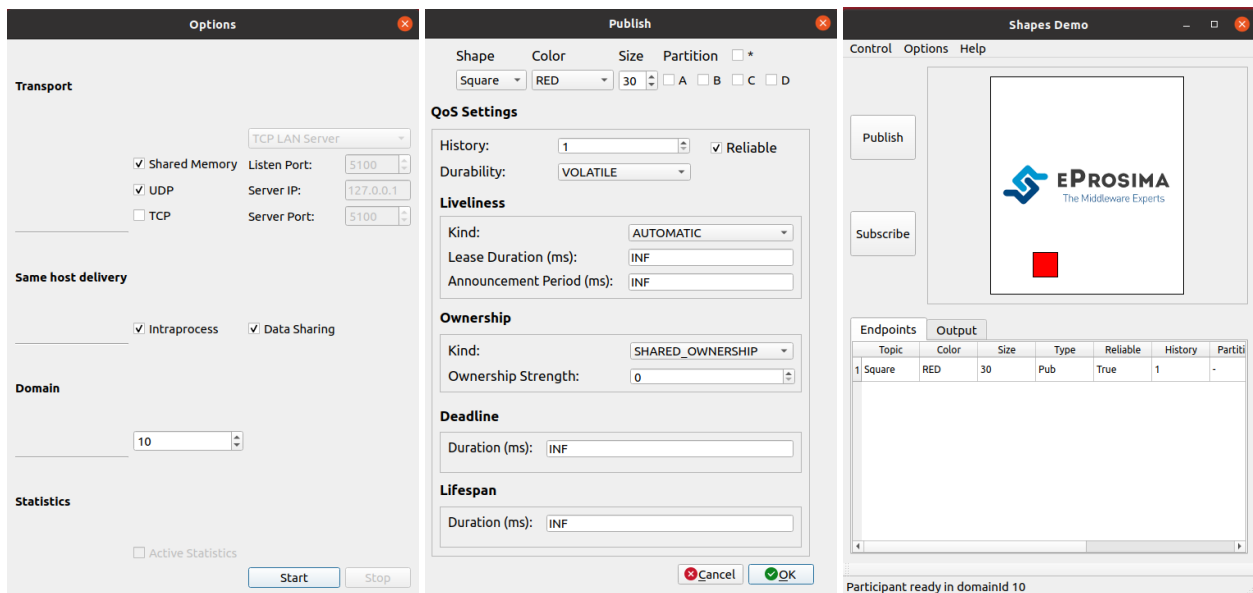 Options
Transport
TCP LAN Server
Shared Memory Listen Port: 5100
UDP Server IP: 127.0.0.1
TCP Server Port: 5100
Same host delivery
Intraprocess Data Sharing
Domain
10
Statistics
Active Statistics
Start Stop
Publish
Shape Color Size Partition *
Square RED 30 A B C D
QoS Settings
History: 1 Reliable
Durability: VOLATILE
Liveliness
Kind: AUTOMATIC
Lease Duration (ms): INF
Announcement Period (ms): INF
Ownership
Kind: SHARED_OWNERSHIP
Ownership Strength: 0
Deadline
Duration (ms): INF
Lifespan
Duration (ms): INF
Cancel OK
Shapes Demo
Control Options Help
Publish
eProsima
The Middleware Experts
Subscribe
Endpoints Output
Topic Color Size Type Reliable History Partiti
1 Square RED 30 Pub True 1 -
Participant ready in domainId 10